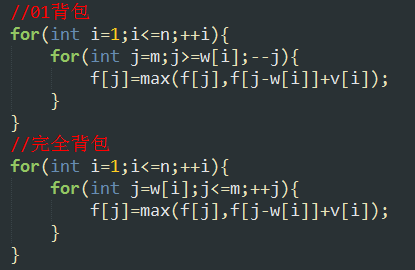 //01背包
for(int i=1;i<=n;++i){
    for(int j=m;j>=w[i];--j){
        f[j]=max(f[j],f[j-w[i]]+v[i]);
    }
}
//完全背包
for(int i=1;i<=n;++i){
    for(int j=w[i];j<=m;++j){
        f[j]=max(f[j],f[j-w[i]]+v[i]);
    }
}